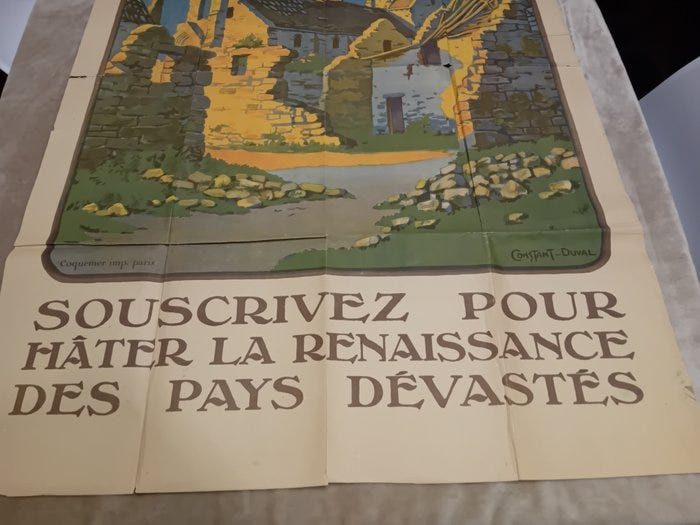 Coquemer imp. paris
CONSTANT-DUVAL
SOUSCRIVEZ POUR
HÂTER LA RENAISSANCE
DES PAYS DÉVASTÉS